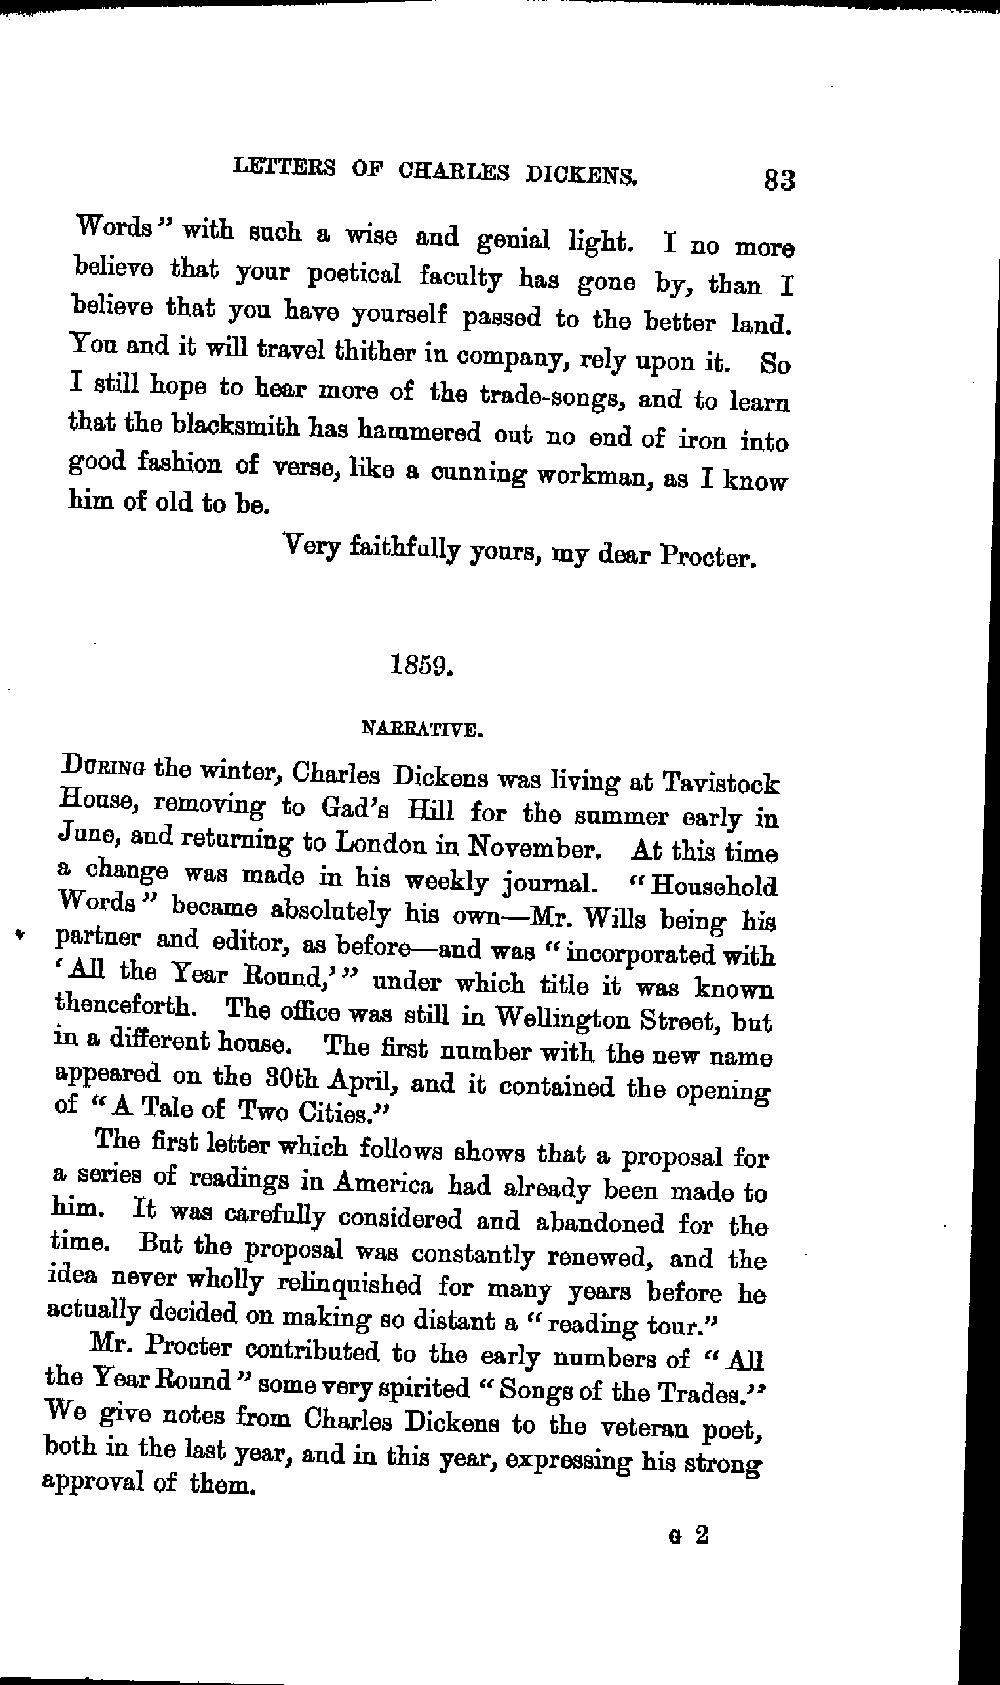 LETTERS OF CHARLES DICKENS. 83
Words" with such a wise and genial light. I no more
believe that your poetical faculty has gone by, than I
believe that you have yourself passed to the better land.
You and it will travel thither in company, rely upon it. So
I still hope to hear more of the trade-songs, and to learn
that the blacksmith has hammered out no end of iron into
good fashion of verse, like a cunning workman, as I know
him of old to be.
Very faithfully yours, my dear Procter.
1859.
NARRATIVE.
DURING the winter, Charles Dickens was living at Tavistock
House, removing to Gad's Hill for the summer early in
June, and returning to London in November. At this time
a change was made in his weekly journal. "Household
Words" became absolutely his own—Mr. Wills being his
partner and editor, as before—and was "incorporated with
'All the Year Round,'" under which title it was known
thenceforth. The office was still in Wellington Street, but
in a different house. The first number with the new name
appeared on the 30th April, and it contained the opening
of "A Tale of Two Cities."
The first letter which follows shows that a proposal for
a series of readings in America had already been made to
him. It was carefully considered and abandoned for the
time. But the proposal was constantly renewed, and the
idea never wholly relinquished for many years before he
actually decided on making so distant a "reading tour."
Mr. Procter contributed to the early numbers of "All
the Year Round" some very spirited "Songs of the Trades."
We give notes from Charles Dickens to the veteran poet,
both in the last year, and in this year, expressing his strong
approval of them.
G 2